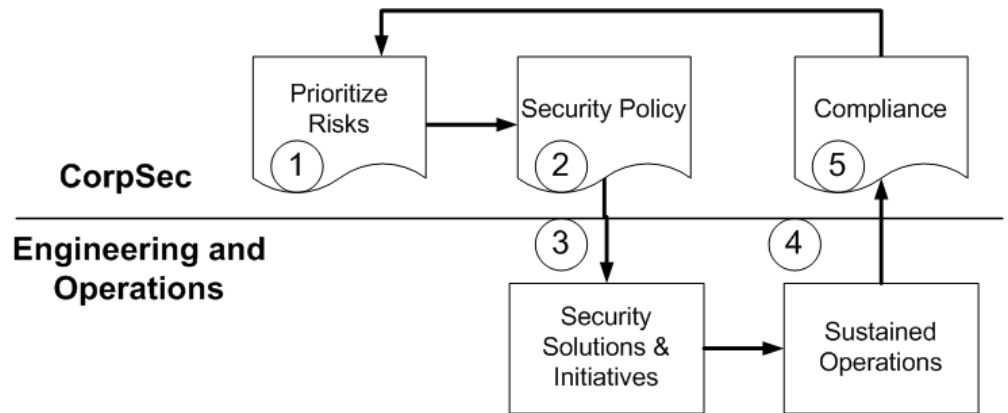 Prioritize
Risks
1
Security Policy
2
Compliance
5
CorpSec
Engineering and
Operations
3
4
Security
Solutions &
Initiatives
Sustained
Operations